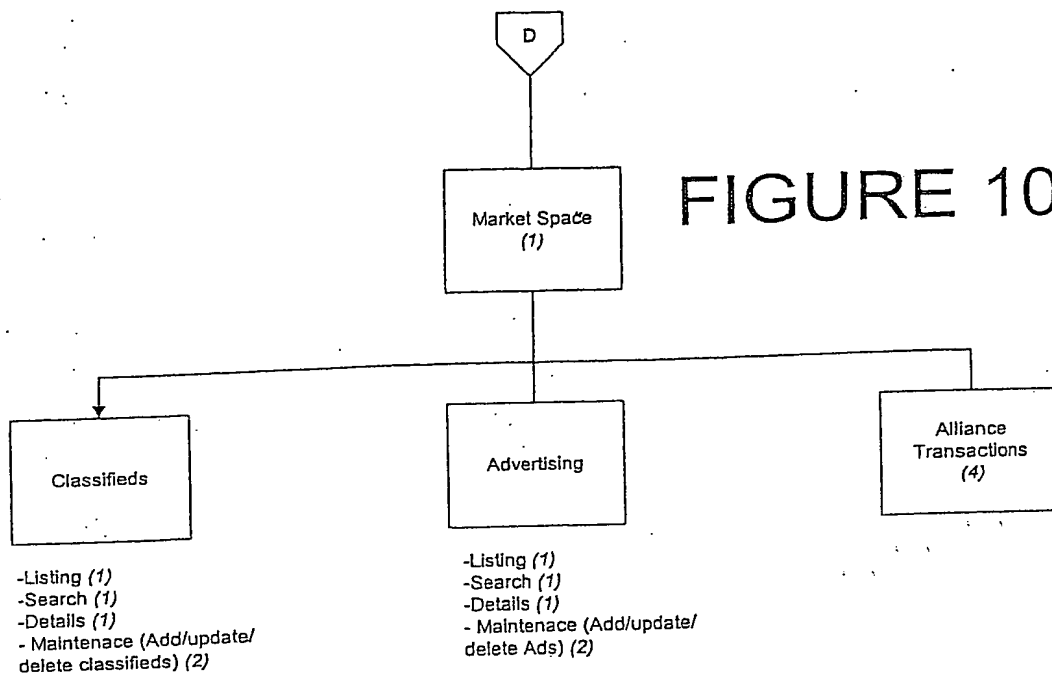 D
FIGURE 10
Market Space
(1)
Classifieds
Advertising
Alliance
Transactions
(4)
-Listing (1)
-Search (1)
-Details (1)
- Maintenace (Add/update/
delete classifieds) (2)
-Listing (1)
-Search (1)
-Details (1)
- Maintenace (Add/update/
delete Ads) (2)